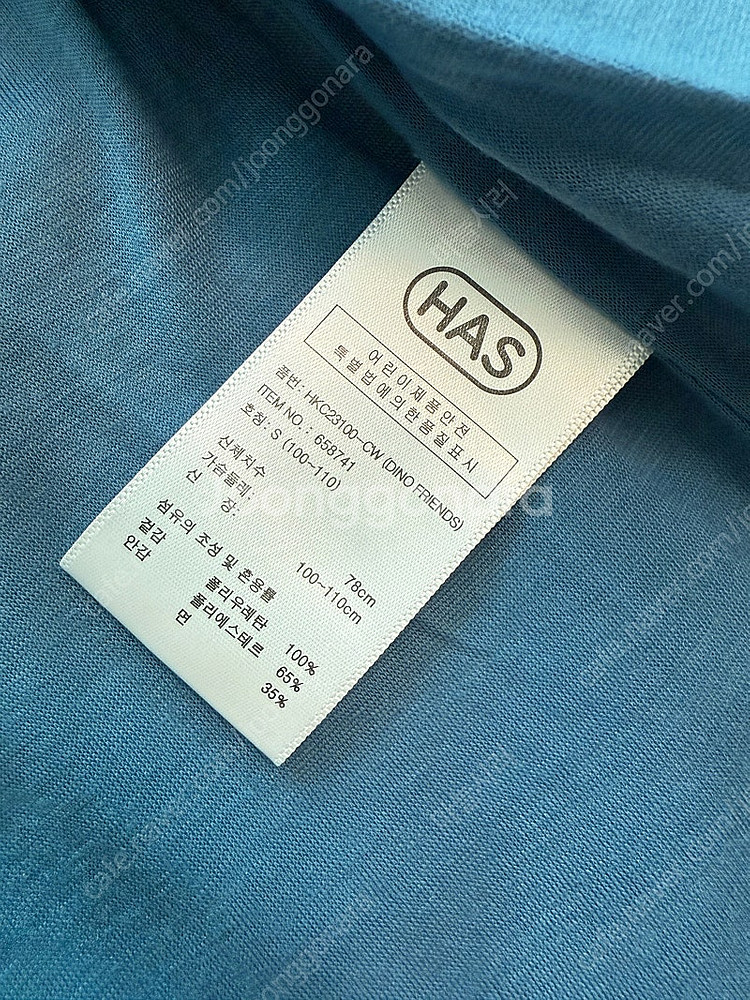 HAS
어린이제품안전
특별법에의한품질표시
품번: HKC23100-CW (DINO FRIENDS)
ITEM NO. : 658741
호칭: S (100~110)
신체치수
가슴둘레: 78cm
신 장: 100~110cm
섬유의 조성 및 혼용률
겉감 폴리우레탄 100%
안감 폴리에스테르 65%
면 35%
joonggonara